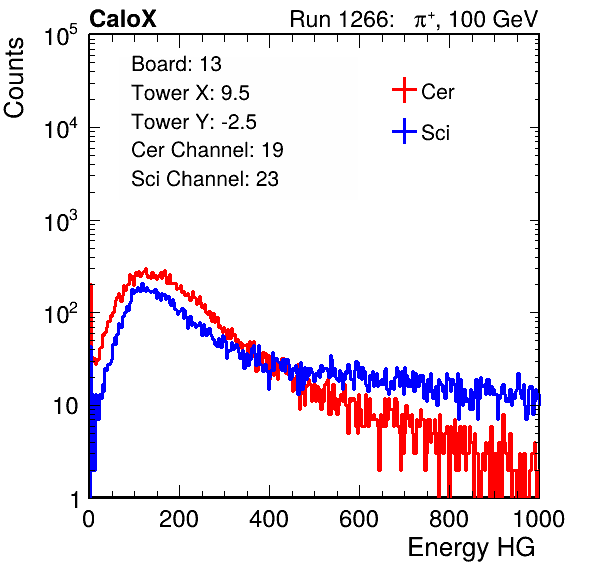 CaloX Run 1266: π⁺, 100 GeV
Counts
10⁵
10⁴
10³
10²
10
1
Board: 13
Tower X: 9.5
Tower Y: -2.5
Cer Channel: 19
Sci Channel: 23
Cer
Sci
0 200 400 600 800 1000
Energy HG